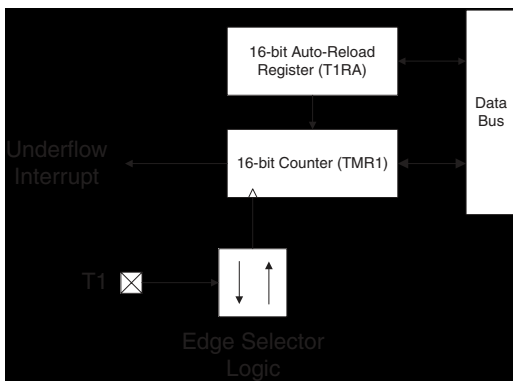 16-bit Auto-Reload
Register (T1RA)
Data
Bus
Underflow
Interrupt
16-bit Counter (TMR1)
T1
Edge Selector
Logic